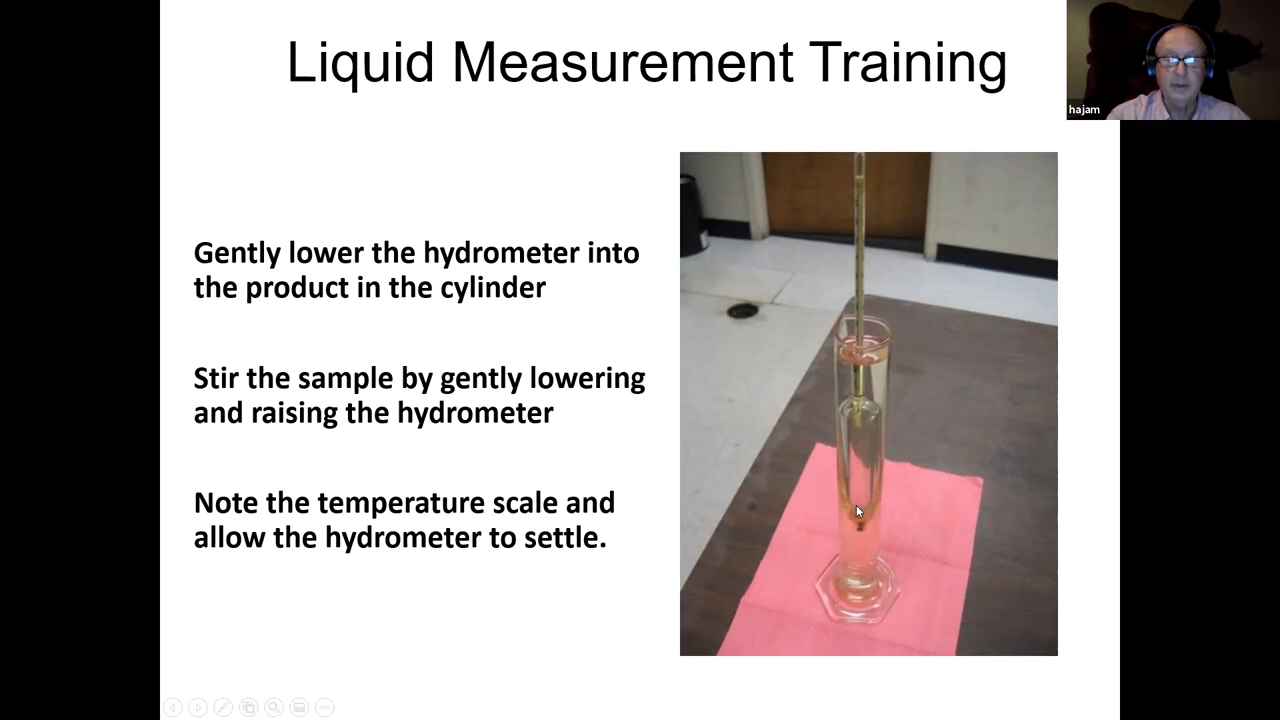 Liquid Measurement Training
hajam
Gently lower the hydrometer into
the product in the cylinder
Stir the sample by gently lowering
and raising the hydrometer
Note the temperature scale and
allow the hydrometer to settle.